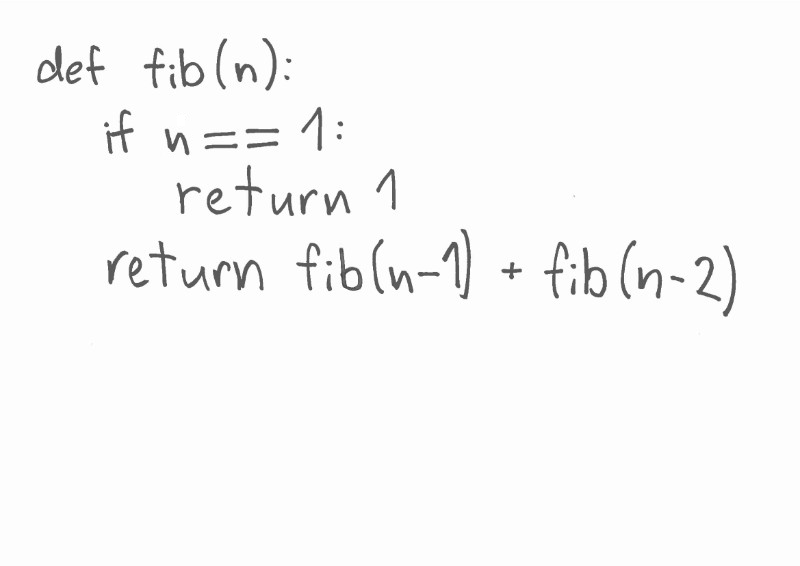 def fib(n):
if n == 1:
return 1
return fib(n-1) + fib(n-2)